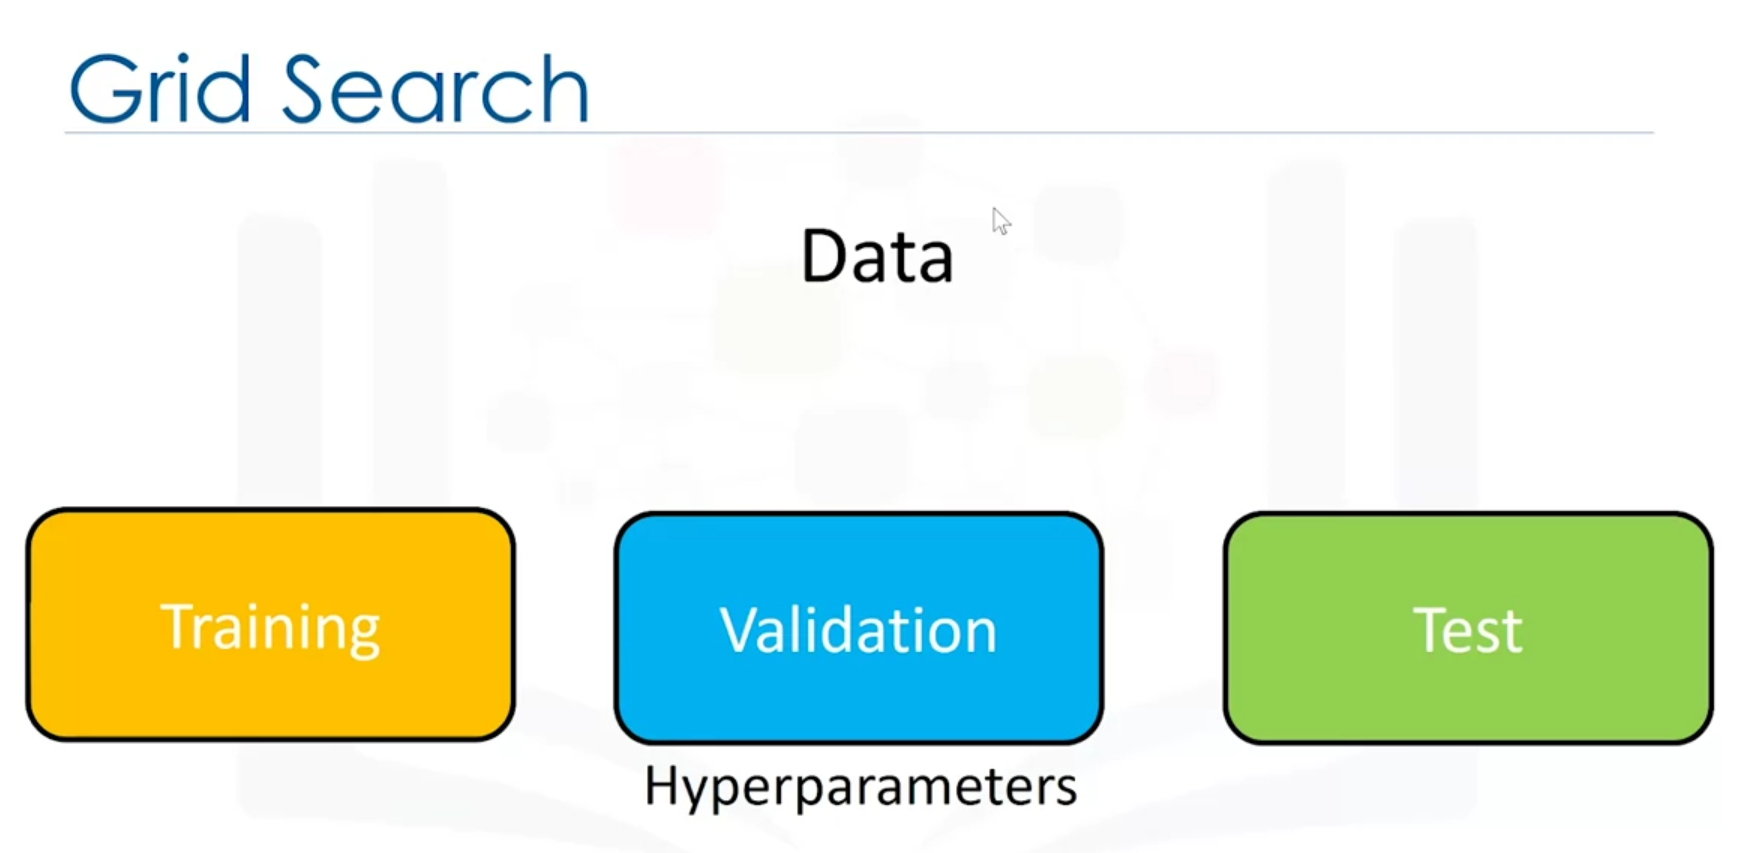 Grid Search
Data
Training
Validation
Test
Hyperparameters